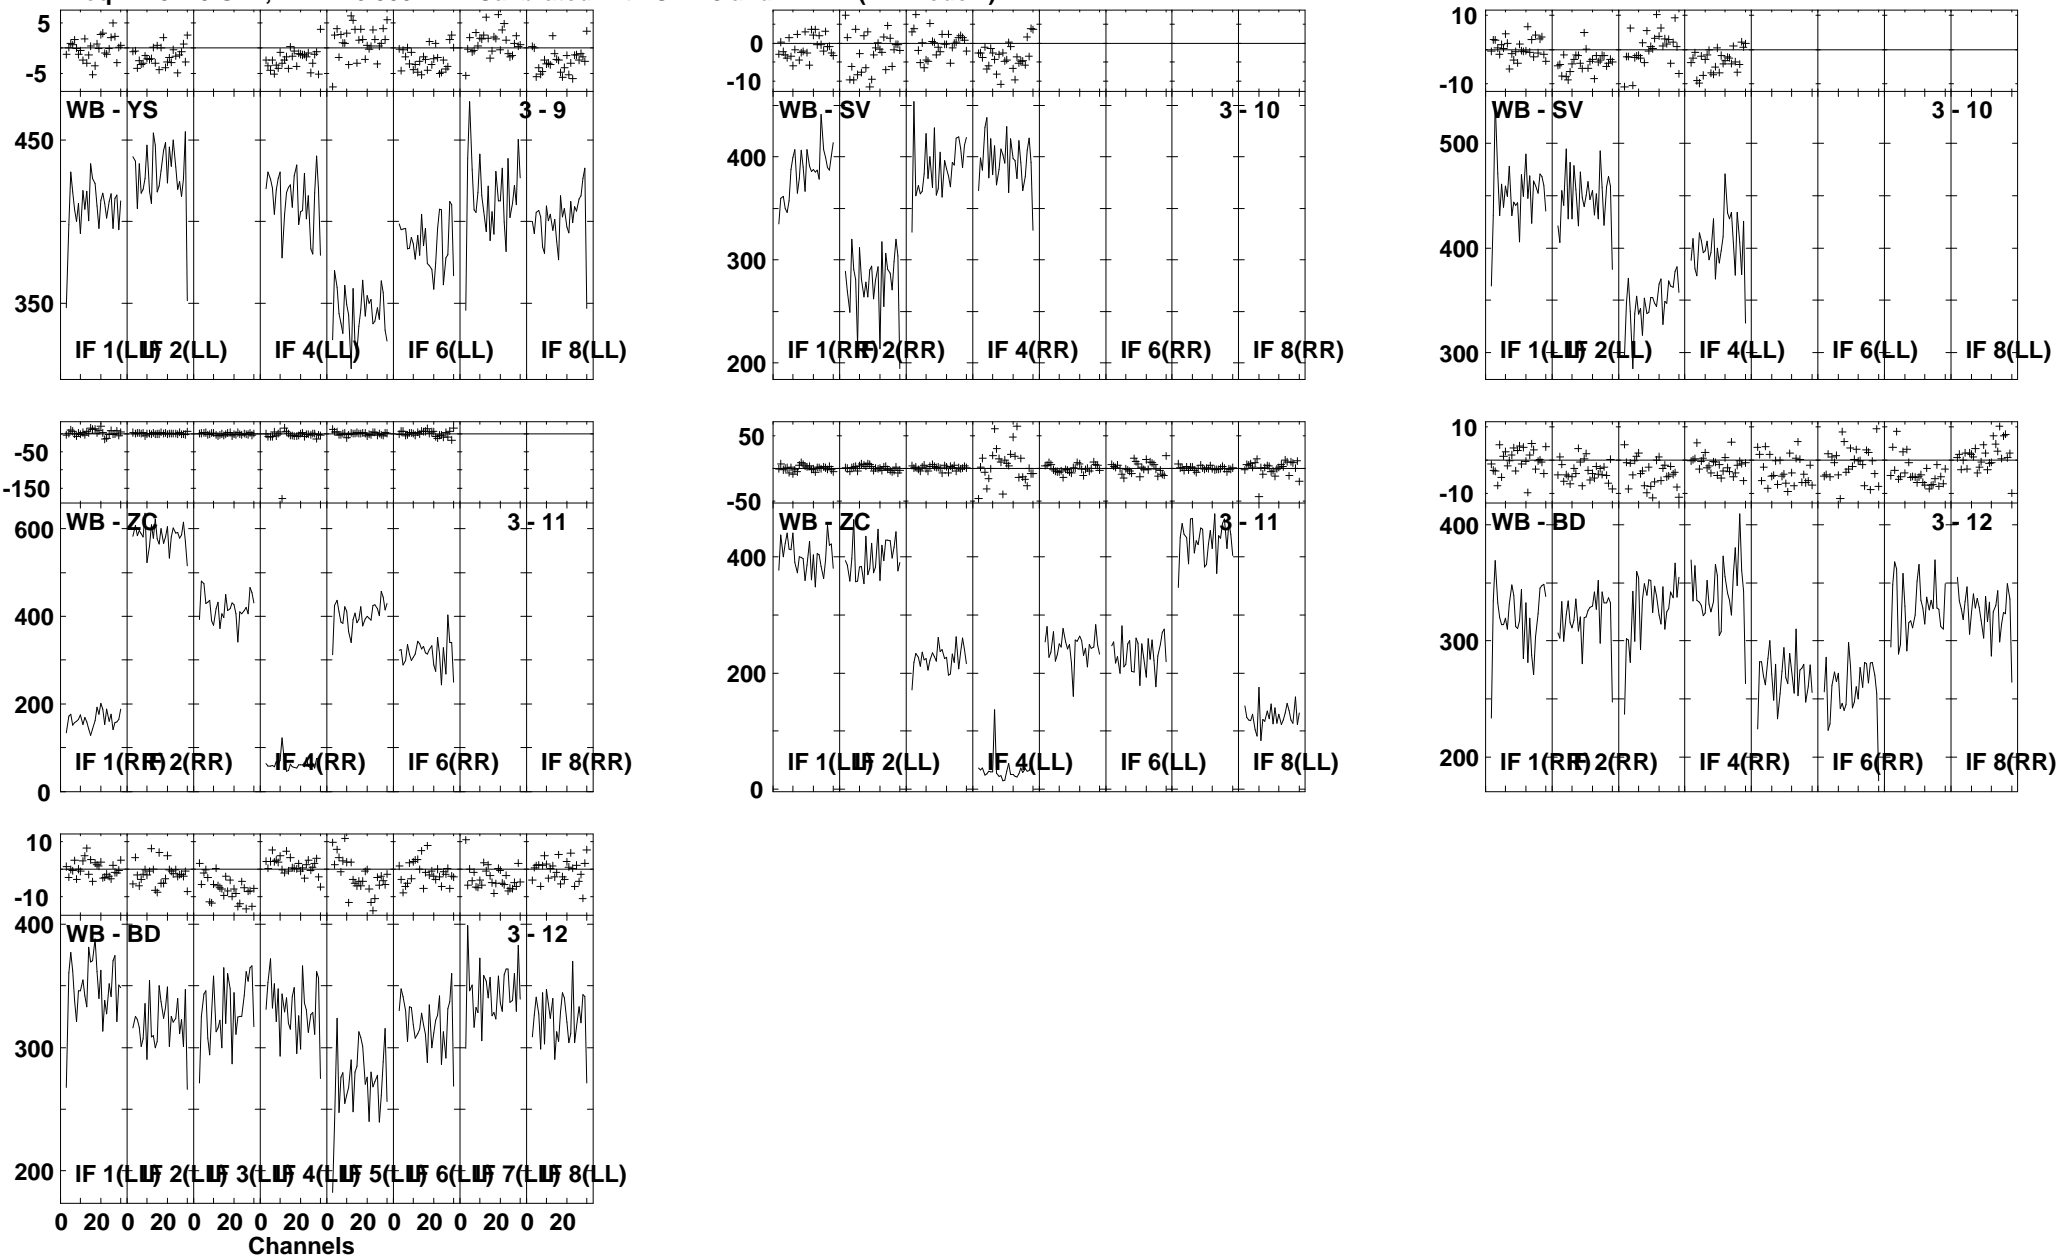 5
-5
WB - YS 3 - 9
450
350
IF 1(LL) IF 2(LL) IF 4(LL) IF 6(LL) IF 8(LL)
0
-10
WB - SV 3 - 10
400
300
200
IF 1(RR) IF 2(RR) IF 4(RR) IF 6(RR) IF 8(RR)
10
-10
WB - SV 3 - 10
500
400
300
IF 1(LL) IF 2(LL) IF 4(LL) IF 6(LL) IF 8(LL)
-50
-150
WB - ZC 3 - 11
600
400
200
0
IF 1(RR) IF 2(RR) IF 4(RR) IF 6(RR) IF 8(RR)
50
-50
WB - ZC 3 - 11
400
200
0
IF 1(LL) IF 2(LL) IF 4(LL) IF 6(LL) IF 8(LL)
10
-10
WB - BD 3 - 12
400
300
200
IF 1(RR) IF 2(RR) IF 4(RR) IF 6(RR) IF 8(RR)
10
-10
WB - BD 3 - 12
400
300
200
IF 1(LL) IF 2(LL) IF 3(LL) IF 4(LL) IF 5(LL) IF 6(LL) IF 7(LL) IF 8(LL)
0 20 0 20 0 20 0 20 0 20 0 20 0 20 0 20
Channels